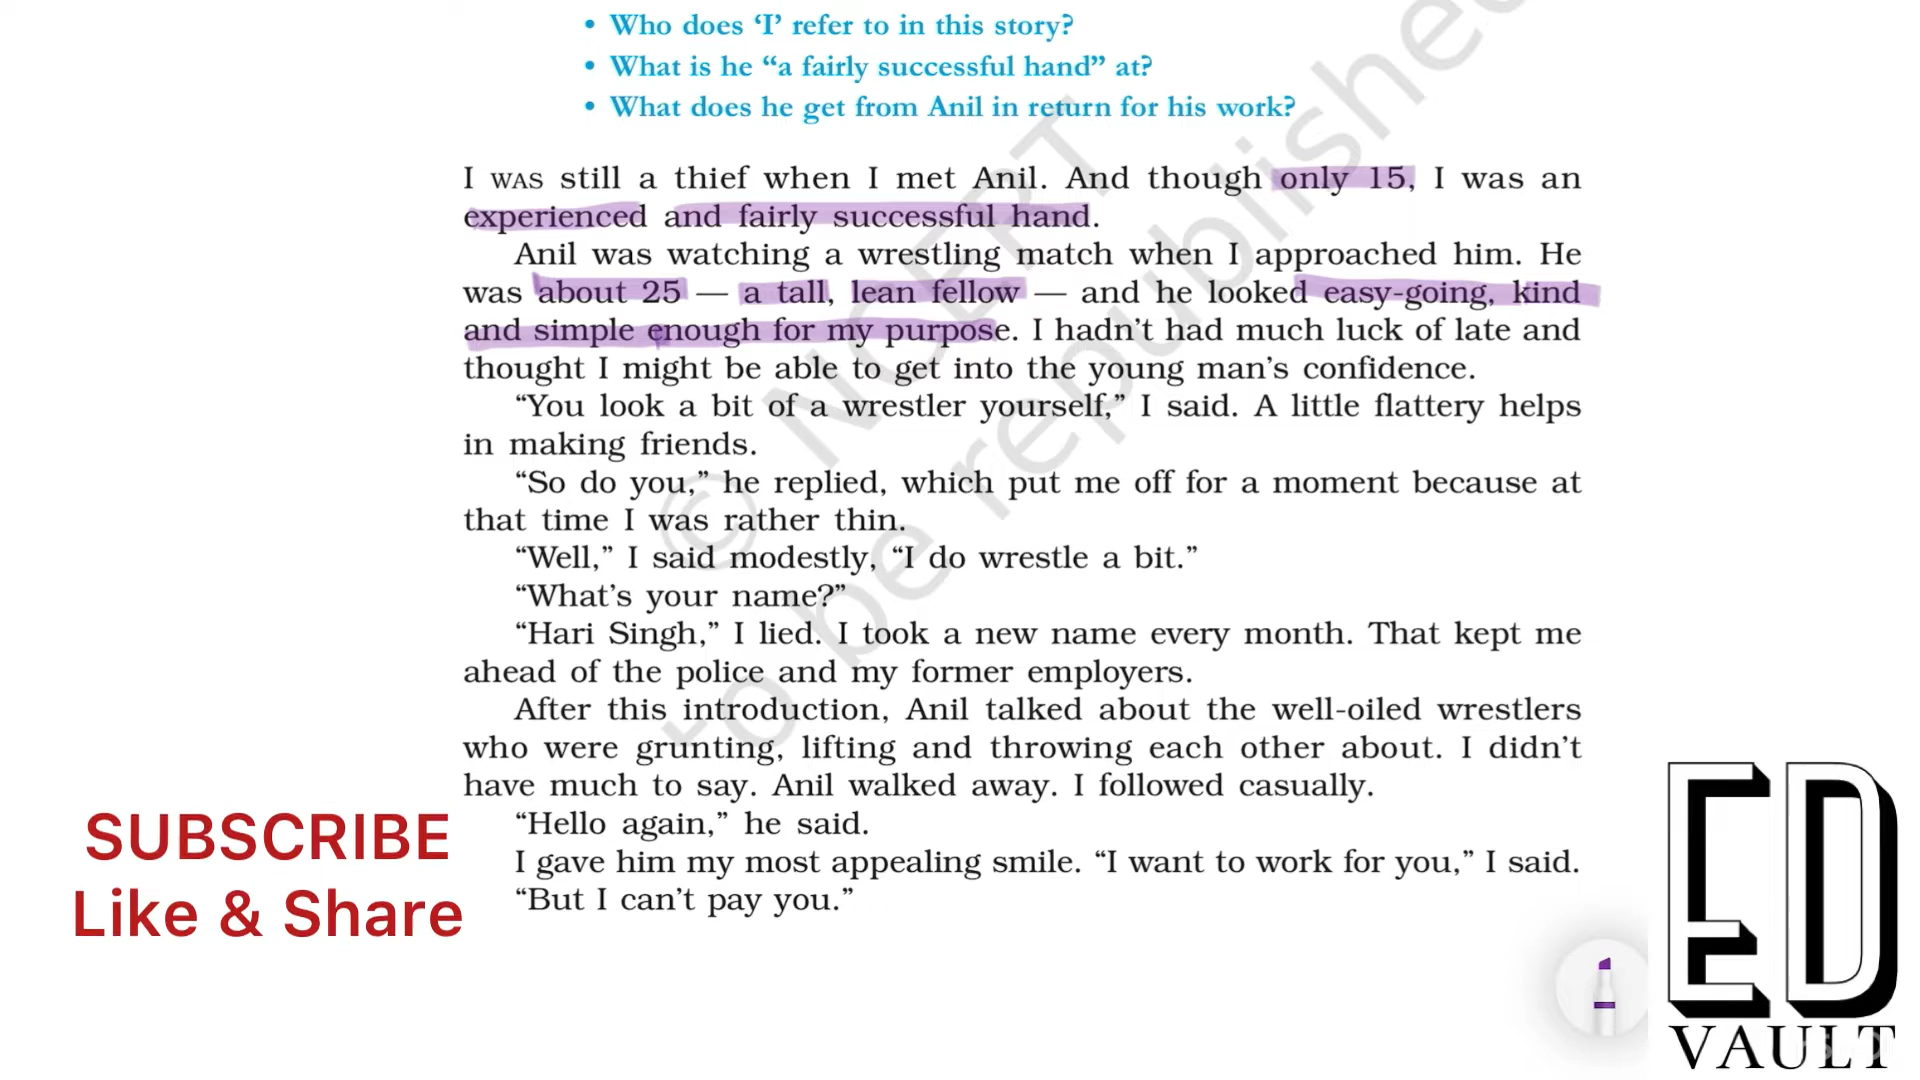 • Who does ‘I’ refer to in this story?
• What is he “a fairly successful hand” at?
• What does he get from Anil in return for his work?
I WAS still a thief when I met Anil. And though only 15, I was an
experienced and fairly successful hand.
Anil was watching a wrestling match when I approached him. He
was about 25 — a tall, lean fellow — and he looked easy-going, kind
and simple enough for my purpose. I hadn’t had much luck of late and
thought I might be able to get into the young man’s confidence.
“You look a bit of a wrestler yourself,” I said. A little flattery helps
in making friends.
“So do you,” he replied, which put me off for a moment because at
that time I was rather thin.
“Well,” I said modestly, “I do wrestle a bit.”
“What’s your name?”
“Hari Singh,” I lied. I took a new name every month. That kept me
ahead of the police and my former employers.
After this introduction, Anil talked about the well-oiled wrestlers
who were grunting, lifting and throwing each other about. I didn’t
have much to say. Anil walked away. I followed casually.
“Hello again,” he said.
I gave him my most appealing smile. “I want to work for you,” I said.
“But I can’t pay you.”
© NCERT
to be republished
SUBSCRIBE
Like & Share
ED
VAULT